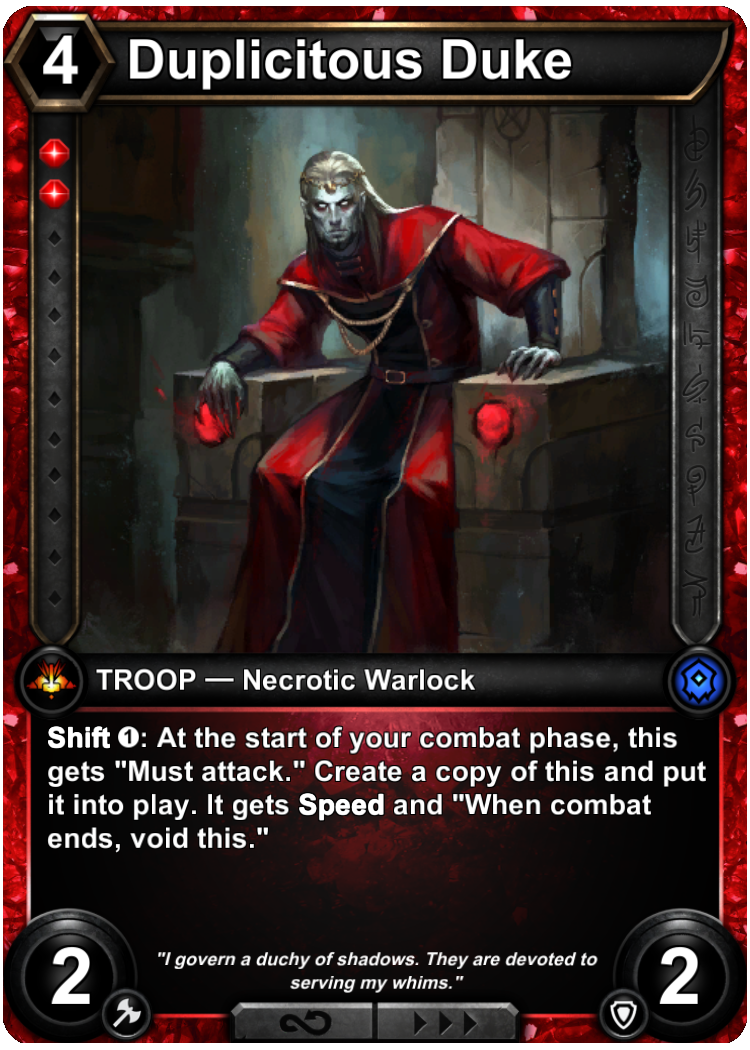 4 Duplicitous Duke
TROOP — Necrotic Warlock
Shift ❶: At the start of your combat phase, this
gets "Must attack." Create a copy of this and put
it into play. It gets Speed and "When combat
ends, void this."
"I govern a duchy of shadows. They are devoted to
serving my whims."
2
2